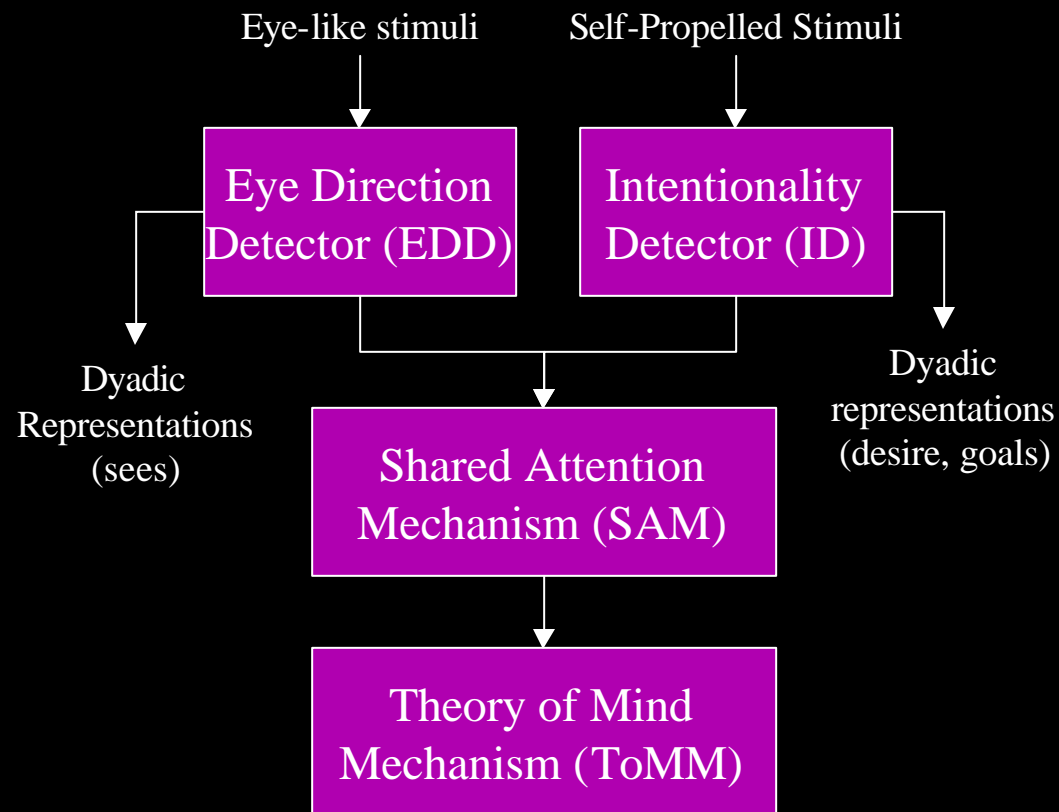 Eye-like stimuli
Self-Propelled Stimuli
Eye Direction
Detector (EDD)
Intentionality
Detector (ID)
Dyadic
Representations
(sees)
Dyadic
representations
(desire, goals)
Shared Attention
Mechanism (SAM)
Theory of Mind
Mechanism (ToMM)